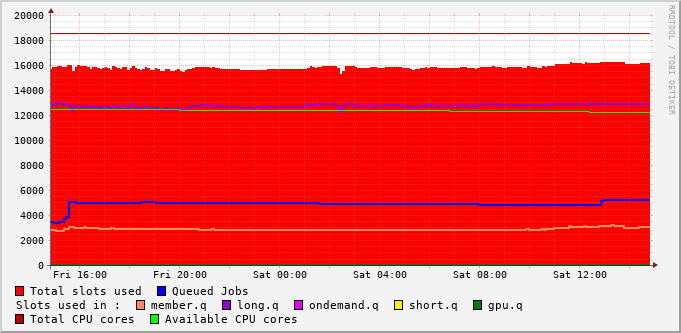 RRDTOOL / TOBI OETIKER
20000
18000
16000
14000
12000
10000
8000
6000
4000
2000
0
Fri 16:00 Fri 20:00 Sat 00:00 Sat 04:00 Sat 08:00 Sat 12:00
Total slots used Queued Jobs
Slots used in : member.q long.q ondemand.q short.q gpu.q
Total CPU cores Available CPU cores